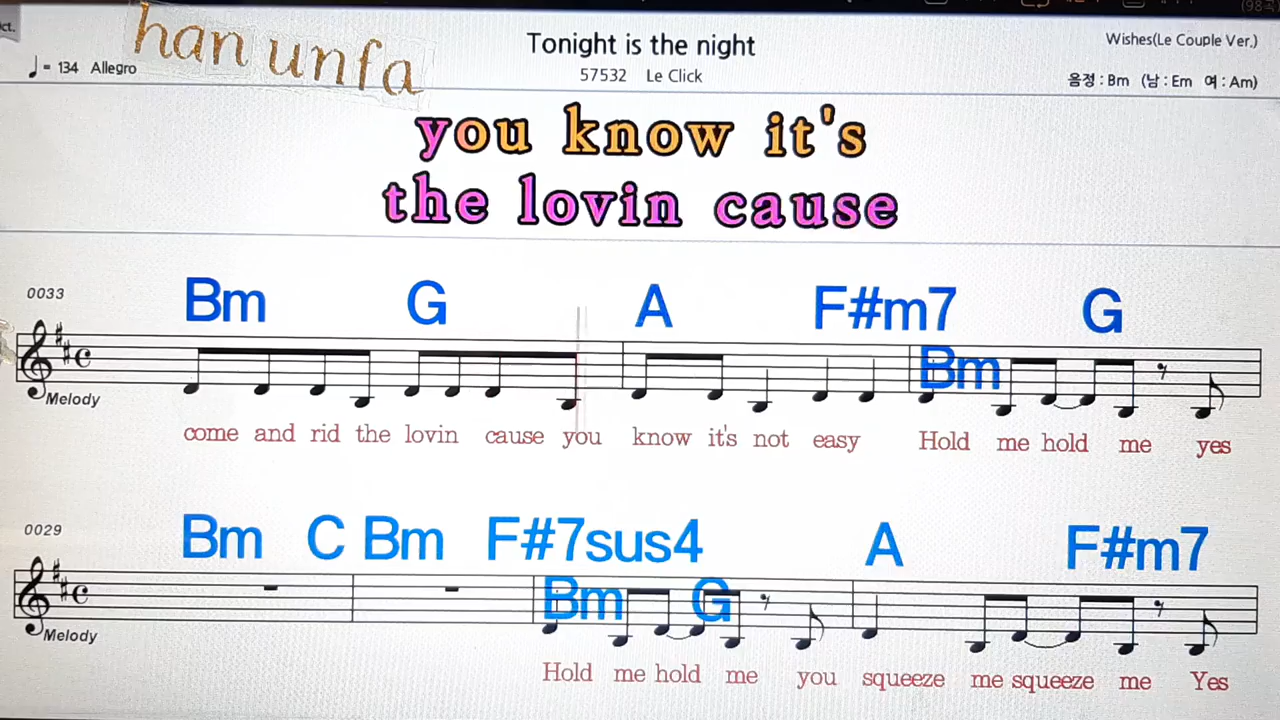 ct.
han unfa
Tonight is the night
Wishes(Le Couple Ver.)
♩= 134 Allegro
57532 Le Click
음정 : Bm (남 : Em 여 : Am)
you know it's
the lovin cause
0033
Bm G A F#m7 G
Bm
Melody
come and rid the lovin cause you know it's not easy Hold me hold me yes
0029
Bm C Bm F#7sus4 A F#m7
Bm G
Melody
Hold me hold me you squeeze me squeeze me Yes